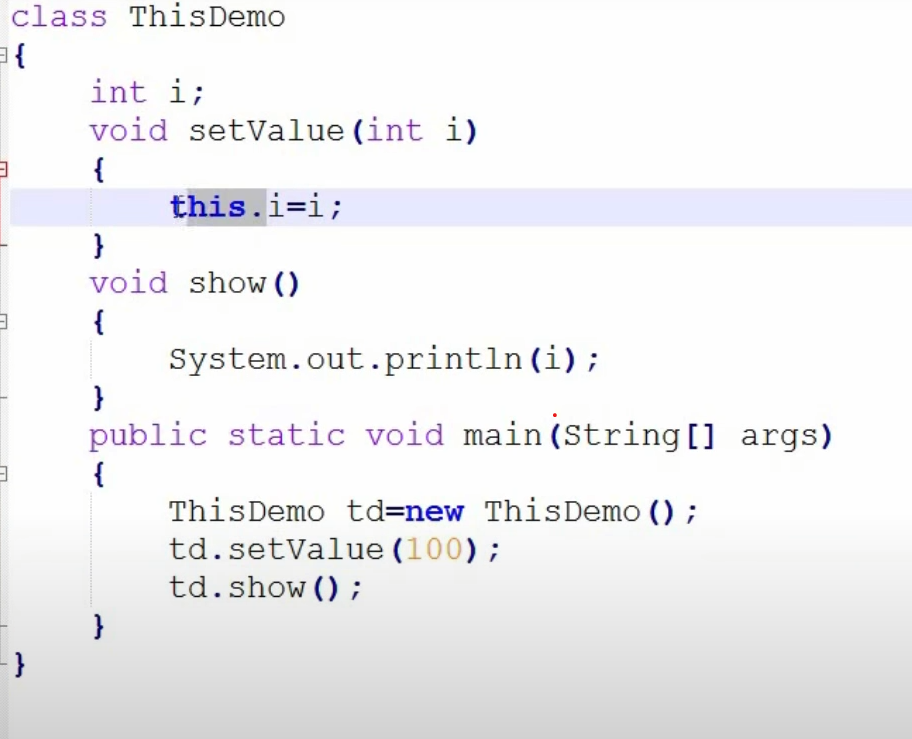 class ThisDemo
{
int i;
void setValue(int i)
{
this.i=i;
}
void show()
{
System.out.println(i);
}
public static void main(String[] args)
{
ThisDemo td=new ThisDemo();
td.setValue(100);
td.show();
}
}